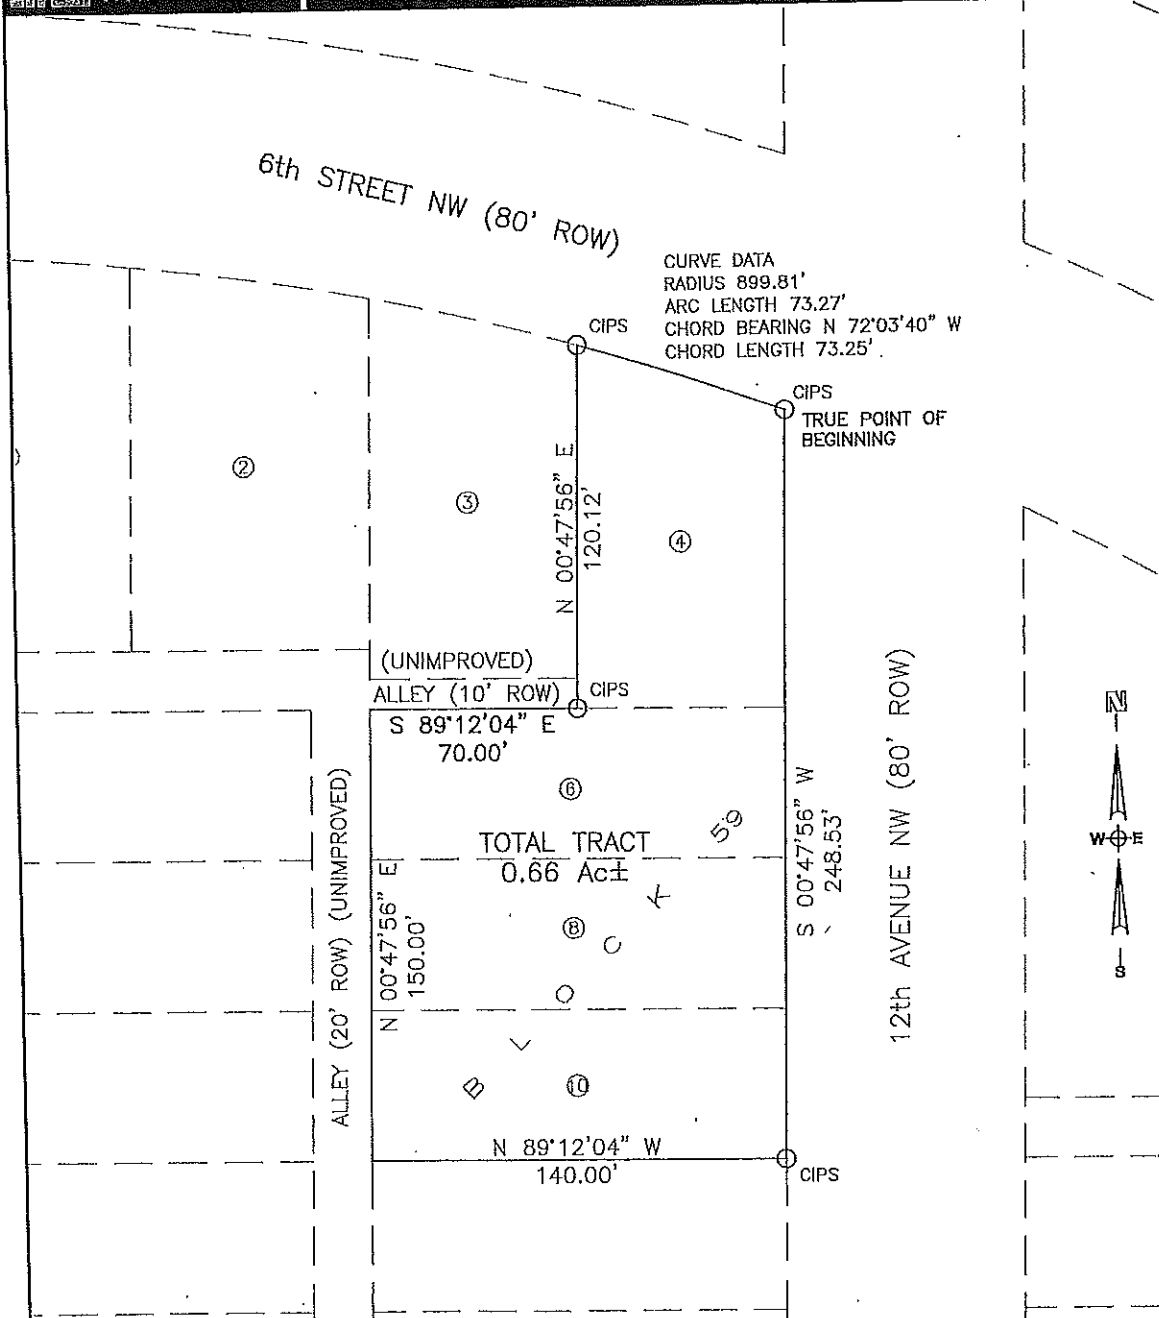 6th STREET NW (80' ROW)
CURVE DATA
RADIUS 899.81'
ARC LENGTH 73.27'
CHORD BEARING N 72°03'40" W
CHORD LENGTH 73.25'
CIPS
CIPS
TRUE POINT OF
BEGINNING
2
3
4
N 00°47'56" E
120.12'
(UNIMPROVED)
ALLEY (10' ROW)
CIPS
S 89°12'04" E
70.00'
6
TOTAL TRACT
0.66 Ac±
8
10
BLOCK 59
N 00°47'56" E
150.00'
ALLEY (20' ROW) (UNIMPROVED)
S 00°47'56" W
248.53'
12th AVENUE NW (80' ROW)
N
W E
S
N 89°12'04" W
140.00'
CIPS